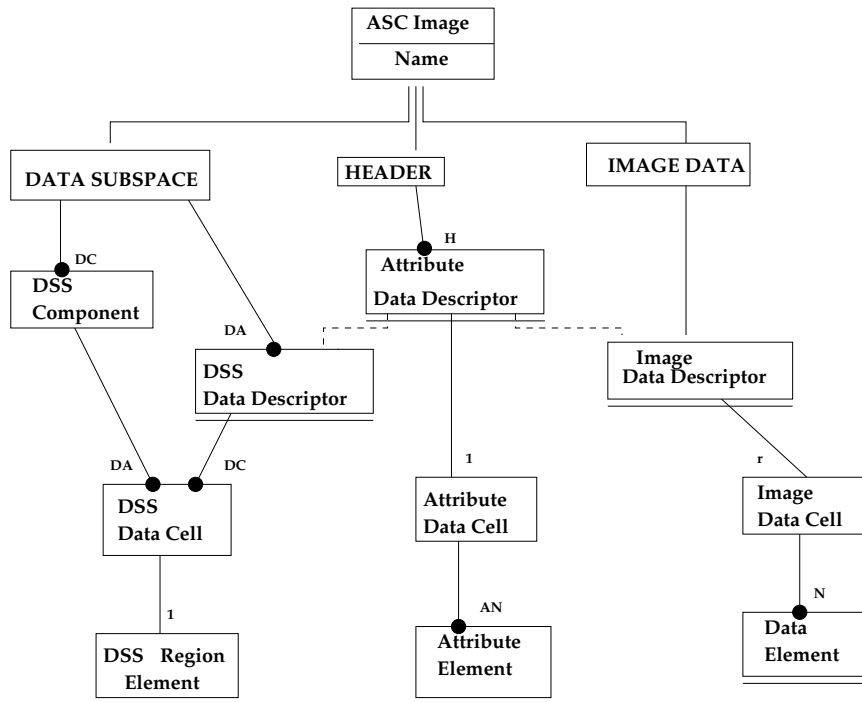 ASC Image
Name
DATA SUBSPACE
HEADER
IMAGE DATA
DC
H
DSS
Component
Attribute
Data Descriptor
DA
DSS
Data Descriptor
Image
Data Descriptor
DA
DC
1
r
DSS
Data Cell
Attribute
Data Cell
Image
Data Cell
1
AN
N
DSS Region
Element
Attribute
Element
Data
Element